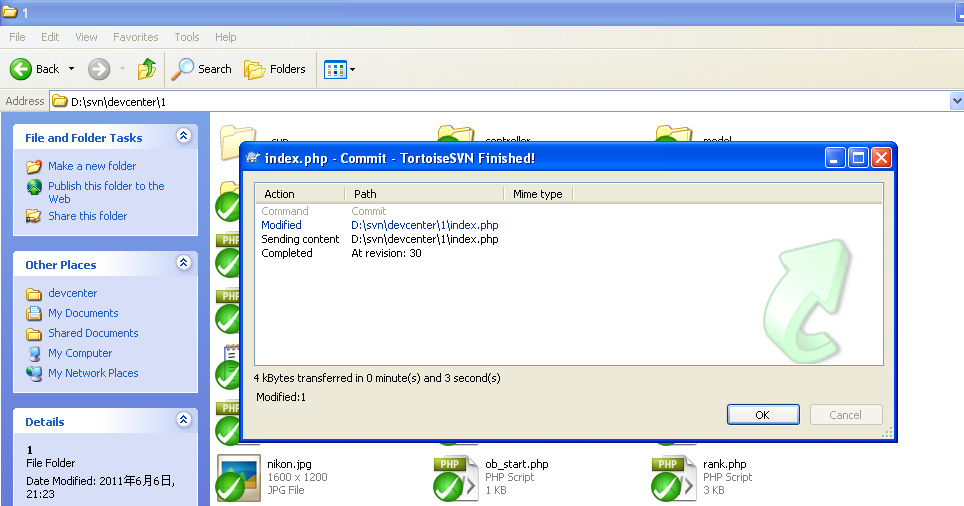 1
File Edit View Favorites Tools Help
Back Search Folders
Address D:\svn\devcenter\1
File and Folder Tasks
Make a new folder
Publish this folder to the
Web
Share this folder
Other Places
devcenter
My Documents
Shared Documents
My Computer
My Network Places
Details
1
File Folder
Date Modified: 2011年6月6日,
21:23
controller
model
index.php - Commit - TortoiseSVN Finished!
Action Path Mime type
Command Commit
Modified D:\svn\devcenter\1\index.php
Sending content D:\svn\devcenter\1\index.php
Completed At revision: 30
4 kBytes transferred in 0 minute(s) and 3 second(s)
Modified:1
OK Cancel
PHP
PHP
PHP
nikon.jpg
1600 x 1200
JPG File
PHP
ob_start.php
PHP Script
1 KB
PHP
rank.php
PHP Script
3 KB